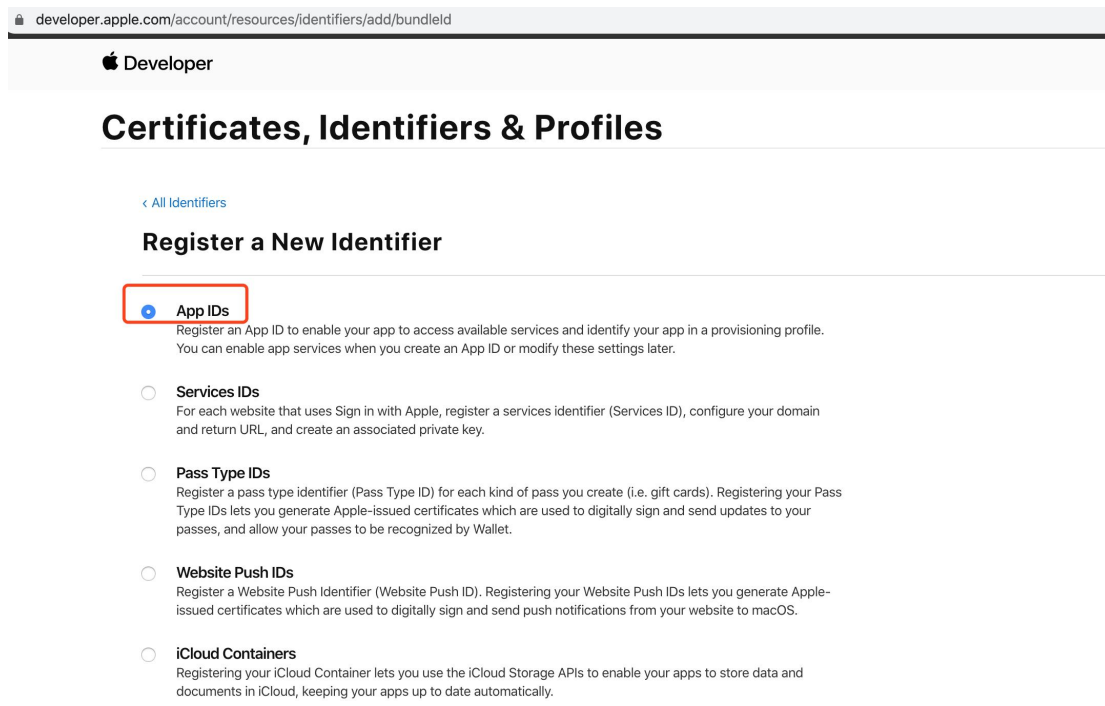 developer.apple.com/account/resources/identifiers/add/bundleId
Developer
Certificates, Identifiers & Profiles
‹ All Identifiers
Register a New Identifier
App IDs
Register an App ID to enable your app to access available services and identify your app in a provisioning profile.
You can enable app services when you create an App ID or modify these settings later.
Services IDs
For each website that uses Sign in with Apple, register a services identifier (Services ID), configure your domain
and return URL, and create an associated private key.
Pass Type IDs
Register a pass type identifier (Pass Type ID) for each kind of pass you create (i.e. gift cards). Registering your Pass
Type IDs lets you generate Apple-issued certificates which are used to digitally sign and send updates to your
passes, and allow your passes to be recognized by Wallet.
Website Push IDs
Register a Website Push Identifier (Website Push ID). Registering your Website Push IDs lets you generate Apple-
issued certificates which are used to digitally sign and send push notifications from your website to macOS.
iCloud Containers
Registering your iCloud Container lets you use the iCloud Storage APIs to enable your apps to store data and
documents in iCloud, keeping your apps up to date automatically.